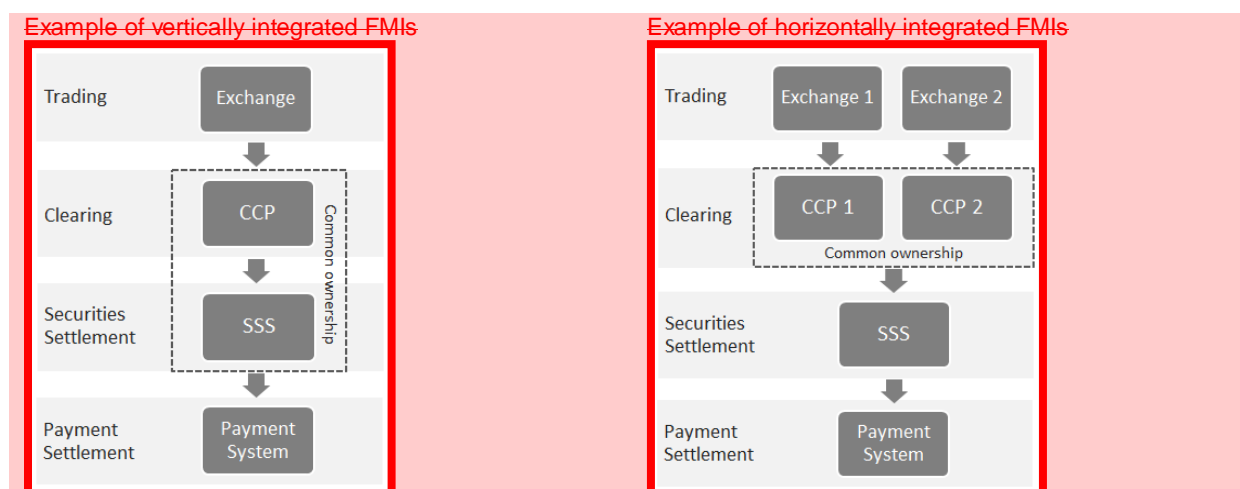 Example of vertically integrated FMIs
Trading
Exchange
Clearing
CCP
Common ownership
Securities
Settlement
SSS
Payment
Settlement
Payment
System
Example of horizontally integrated FMIs
Trading
Exchange 1
Exchange 2
Clearing
CCP 1
CCP 2
Common ownership
Securities
Settlement
SSS
Payment
Settlement
Payment
System